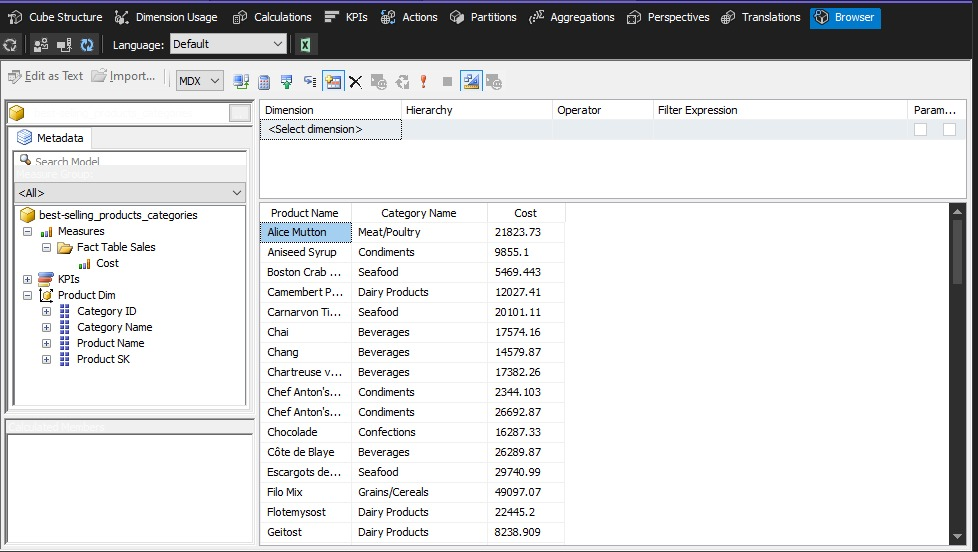 Cube Structure Dimension Usage Calculations KPIs Actions Partitions Aggregations Perspectives Translations Browser
Language: Default
Edit as Text Import... MDX
Metadata
Search Model
Measure Group:
<All>
best-selling_products_categories
Measures
Fact Table Sales
Cost
KPIs
Product Dim
Category ID
Category Name
Product Name
Product SK
Calculated Members
Dimension Hierarchy Operator Filter Expression Param...
<Select dimension>
Product Name Category Name Cost
Alice Mutton Meat/Poultry 21823.73
Aniseed Syrup Condiments 9855.1
Boston Crab ... Seafood 5469.443
Camembert P... Dairy Products 12027.41
Carnarvon Ti... Seafood 20101.11
Chai Beverages 17574.16
Chang Beverages 14579.87
Chartreuse v... Beverages 17382.26
Chef Anton's... Condiments 2344.103
Chef Anton's... Condiments 26692.87
Chocolade Confections 16287.33
Côte de Blaye Beverages 26289.87
Escargots de... Seafood 29740.99
Filo Mix Grains/Cereals 49097.07
Flotemysost Dairy Products 22445.2
Geitost Dairy Products 8238.909